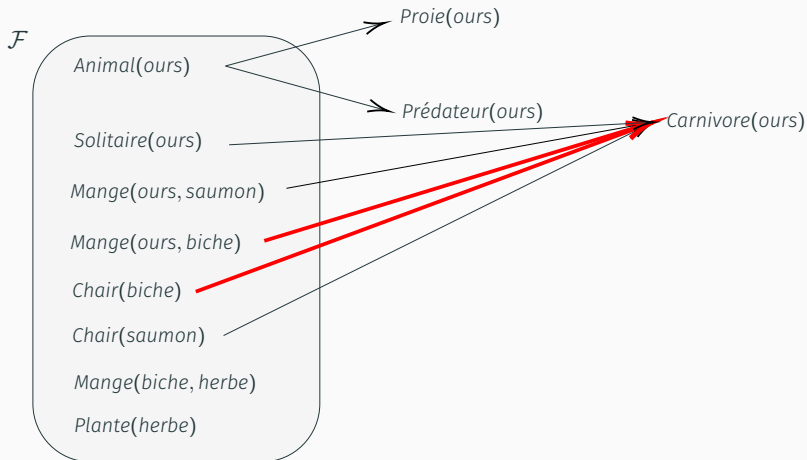 Proie(ours)
ℱ
Animal(ours)
Prédateur(ours)
Carnivore(ours)
Solitaire(ours)
Mange(ours, saumon)
Mange(ours, biche)
Chair(biche)
Chair(saumon)
Mange(biche, herbe)
Plante(herbe)